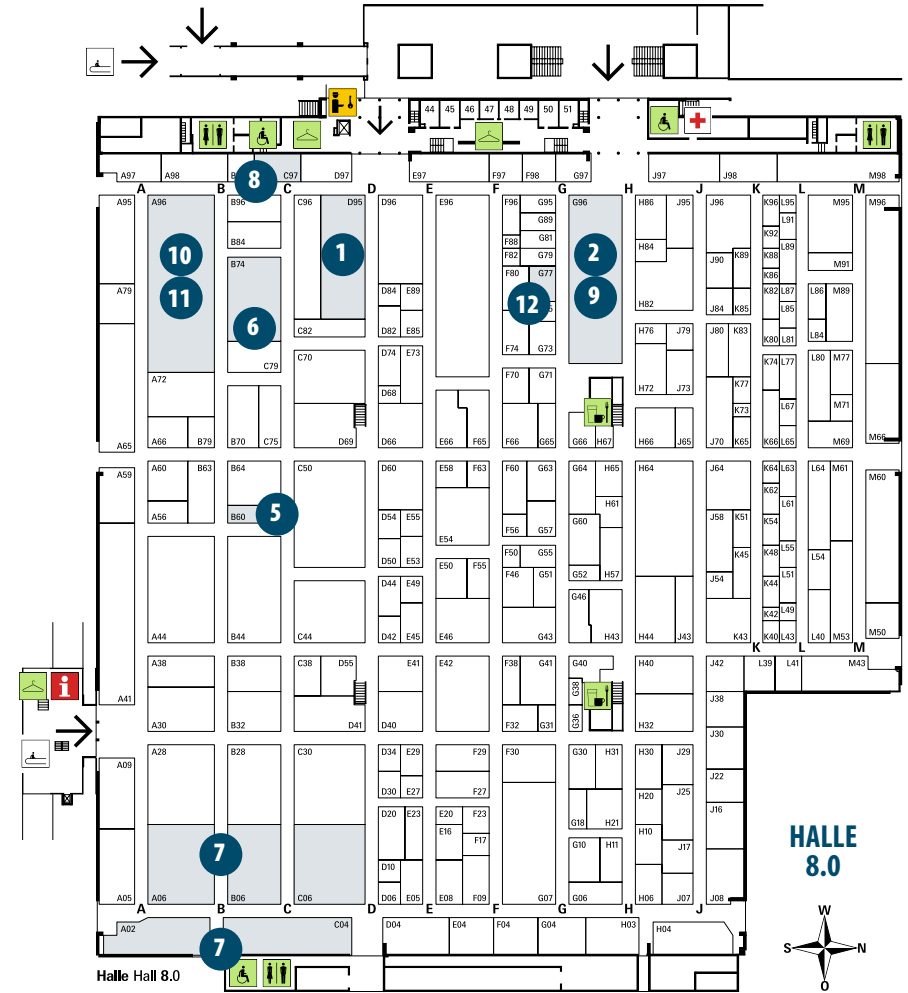 44 45 46 47 48 49 50 51
A97 A98 C97 D97 E97 F97 F98 G97 J97 J98 M98
8
A B C D E F G H J K L M
A95 A96 B96 C96 D95 D96 E96 F96 G95 G96 H86 J95 J96 K96 L95 M95 M96
G89 L91
B84 F88 G81 H84 K92 L89
10 1 2
B74 F82 G79 J90 K89 K88 M91
F80 G77 K86
A79 11 D84 E89 12 9 H82 J84 K85 K82 L87 L86 M89
L85
6 C82 D82 E85 H76 J79 J80 K83 K80 L81 L84
C79 C70 D74 E73 F74 G73 K74 L77 L80 M77
A72 D68 F70 G71 H72 J73 K77
K73 L67 M71
A65 A66 B79 B70 C75 D69 D66 E66 F65 F66 G65 G66 H67 H66 J65 J70 K65 K66 L65 M69 M66
A59 A60 B63 B64 C50 D60 E58 F63 F60 G63 G64 H65 H64 J64 K64 L63 L64 M61 M60
K62
A56 B60 5 D54 E55 F56 G57 G60 H61 J58 K51 K54 L61
E54
D50 E53 F50 G55 K45 K48 L55 L54
E50 F55 F46 G51 G52 H57 J54 L51
D44 E49 G46 K44
K42 L49
A44 B44 C44 D42 E45 E46 G43 H43 H44 J43 K43 K40 L43 L40 M53 M50
K L M
A38 B38 C38 D55 E41 E42 F38 G41 G40 H40 J42 L39 L41 M43
G38
A41 A30 B32 D41 D40 F32 G31 G36 H32 J38
J30
A28 B28 C30 D34 E29 F29 F30 G30 H31 H30 J29
A09 D30 E27 F27 J22
H20 J25
D20 E23 E20 F23 G18 H21 J16
E16 H10
7 F17 G10 H11 J17
D10
A05 A06 B06 C06 D06 E05 E08 F09 G07 G06 H06 J07 J08
A B C D E F G H J
A02 7 C04 D04 E04 F04 G04 H03 H04
HALLE
8.0
W
S N
O
Halle Hall 8.0